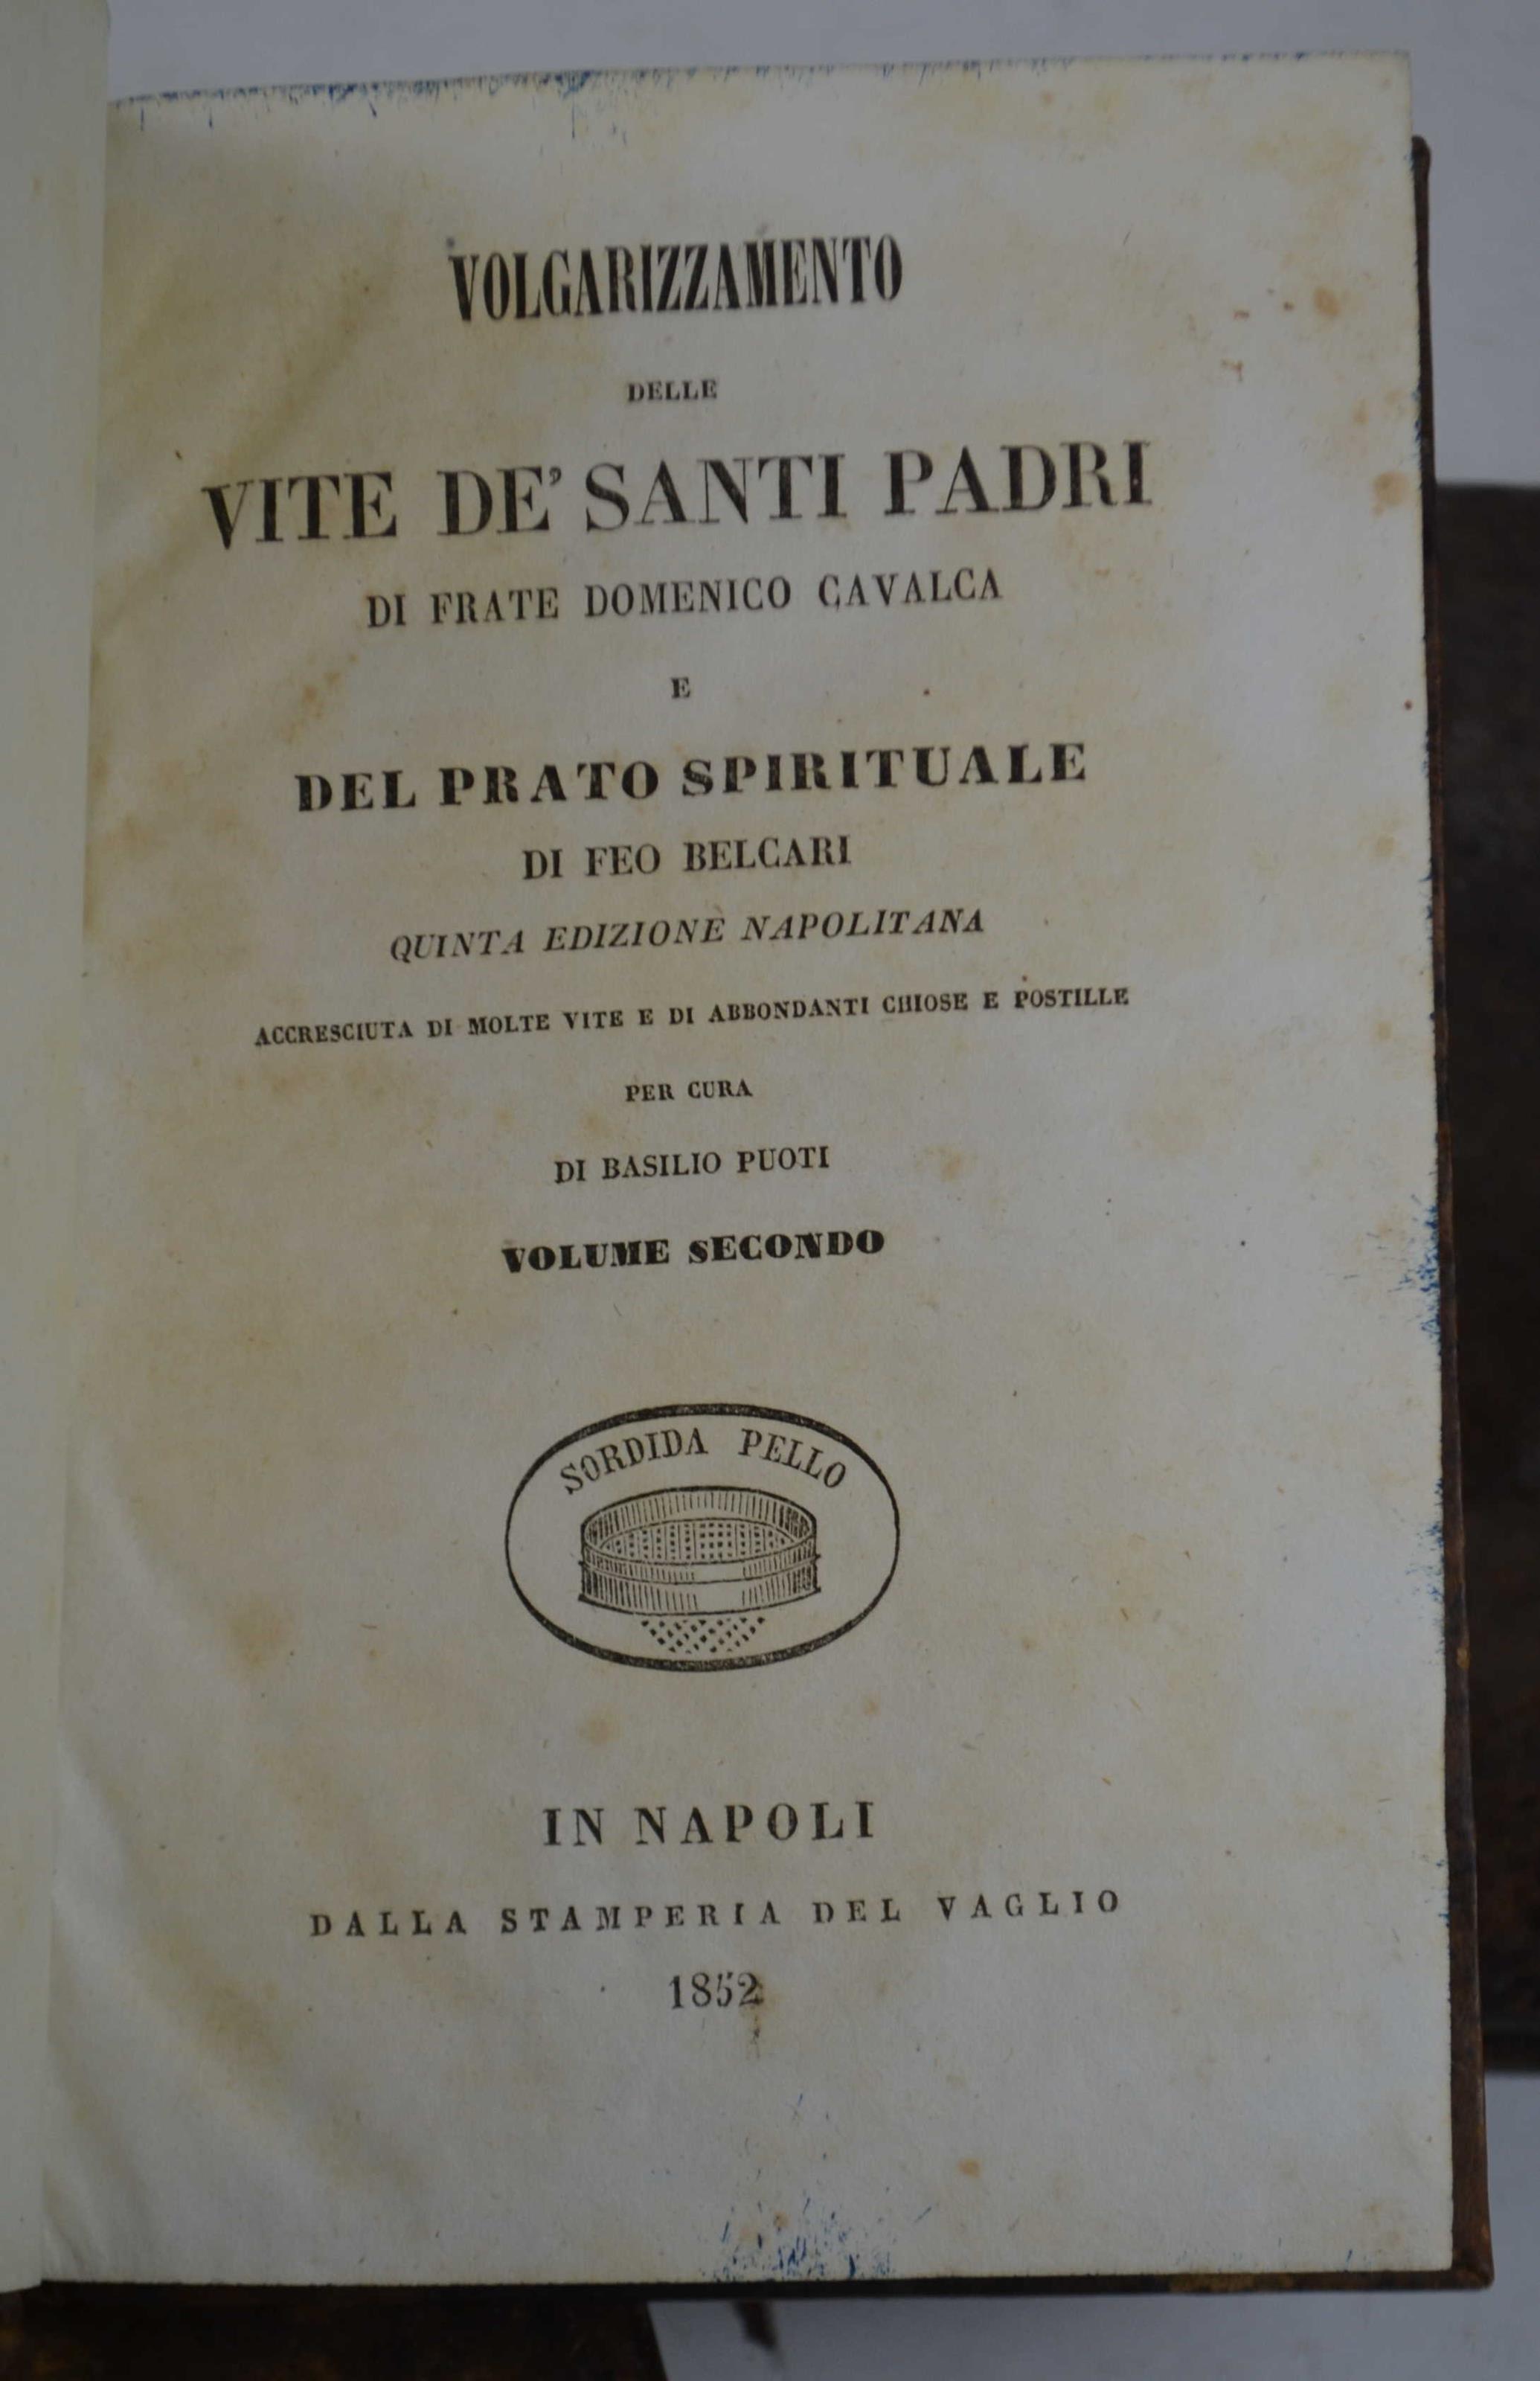 VOLGARIZZAMENTO
DELLE
VITE DE' SANTI PADRI
DI FRATE DOMENICO CAVALCA
E
DEL PRATO SPIRITUALE
DI FEO BELCARI
QUINTA EDIZIONE NAPOLITANA
ACCRESCIUTA DI MOLTE VITE E DI ABBONDANTI CHIOSE E POSTILLE
PER CURA
DI BASILIO PUOTI
VOLUME SECONDO
SORDIDA PELLO
IN NAPOLI
DALLA STAMPERIA DEL VAGLIO
1852